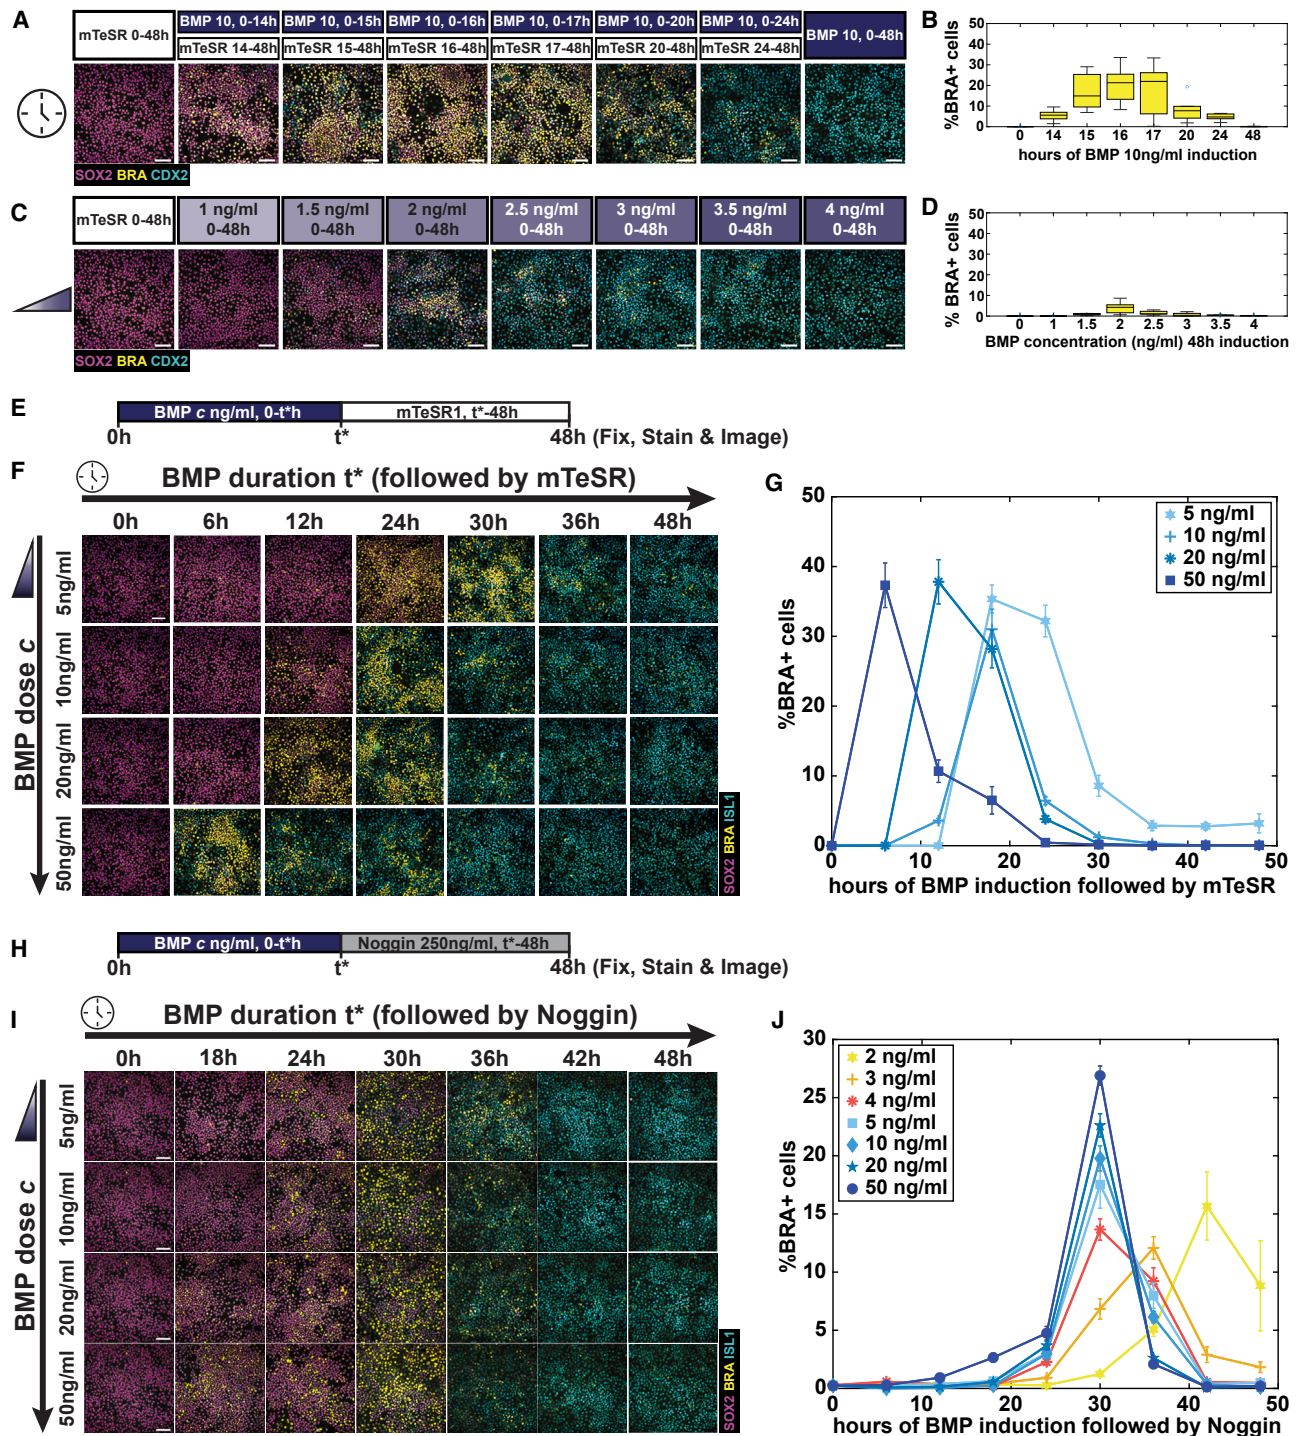 A
mTeSR 0-48h
BMP 10, 0-14h
mTeSR 14-48h
BMP 10, 0-15h
mTeSR 15-48h
BMP 10, 0-16h
mTeSR 16-48h
BMP 10, 0-17h
mTeSR 17-48h
BMP 10, 0-20h
mTeSR 20-48h
BMP 10, 0-24h
mTeSR 24-48h
BMP 10, 0-48h
SOX2 BRA CDX2
B
%BRA+ cells
50
40
30
20
10
0
0 14 15 16 17 20 24 48
hours of BMP 10ng/ml induction
C
mTeSR 0-48h
1 ng/ml
0-48h
1.5 ng/ml
0-48h
2 ng/ml
0-48h
2.5 ng/ml
0-48h
3 ng/ml
0-48h
3.5 ng/ml
0-48h
4 ng/ml
0-48h
SOX2 BRA CDX2
D
% BRA+ cells
50
40
30
20
10
0
0 1 1.5 2 2.5 3 3.5 4
BMP concentration (ng/ml) 48h induction
E
BMP c ng/ml, 0-t*h
mTeSR1, t*-48h
0h t* 48h (Fix, Stain & Image)
F
BMP duration t* (followed by mTeSR)
0h 6h 12h 24h 30h 36h 48h
BMP dose c
5ng/ml
10ng/ml
20ng/ml
50ng/ml
SOX2 BRA ISL1
G
%BRA+ cells
50
40
30
20
10
0
0 10 20 30 40 50
hours of BMP induction followed by mTeSR
5 ng/ml
10 ng/ml
20 ng/ml
50 ng/ml
H
BMP c ng/ml, 0-t*h
Noggin 250ng/ml, t*-48h
0h t* 48h (Fix, Stain & Image)
I
BMP duration t* (followed by Noggin)
0h 18h 24h 30h 36h 42h 48h
BMP dose c
5ng/ml
10ng/ml
20ng/ml
50ng/ml
SOX2 BRA ISL1
J
%BRA+ cells
30
25
20
15
10
5
0
0 10 20 30 40 50
hours of BMP induction followed by Noggin
2 ng/ml
3 ng/ml
4 ng/ml
5 ng/ml
10 ng/ml
20 ng/ml
50 ng/ml